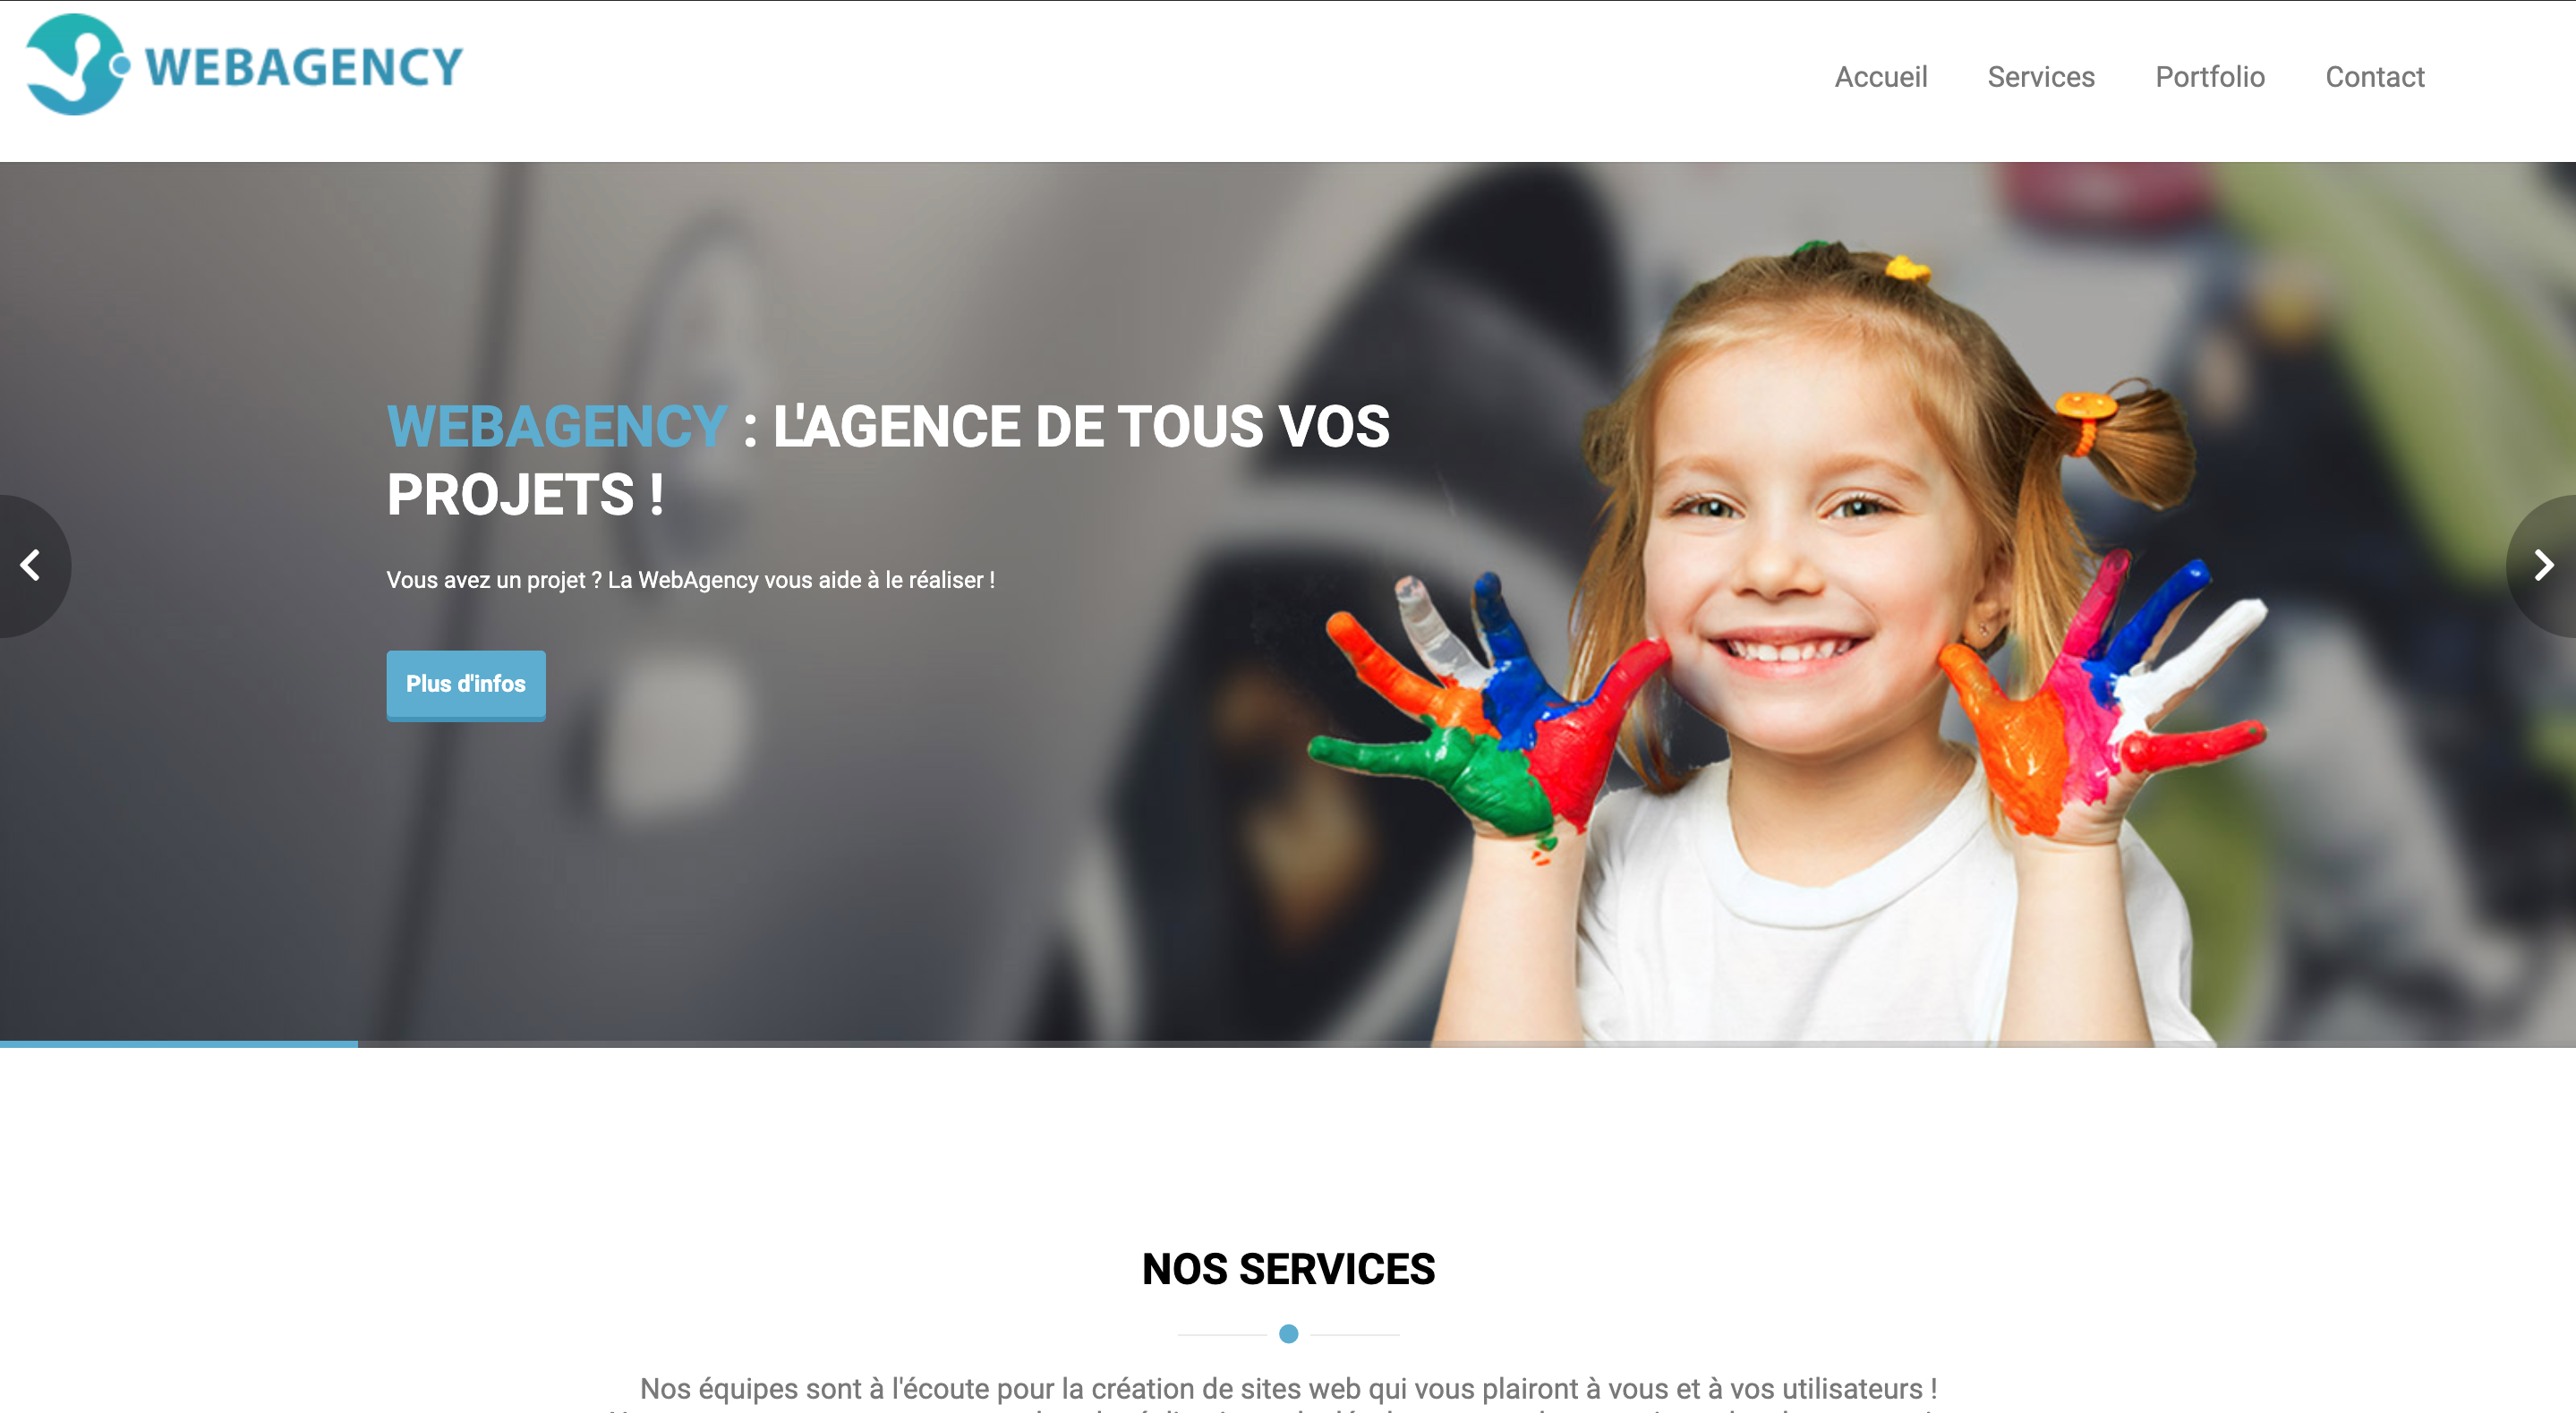 WEBAGENCY
Accueil Services Portfolio Contact
WEBAGENCY : L'AGENCE DE TOUS VOS
PROJETS !
Vous avez un projet ? La WebAgency vous aide à le réaliser !
Plus d'infos
NOS SERVICES
Nos équipes sont à l'écoute pour la création de sites web qui vous plairont à vous et à vos utilisateurs !